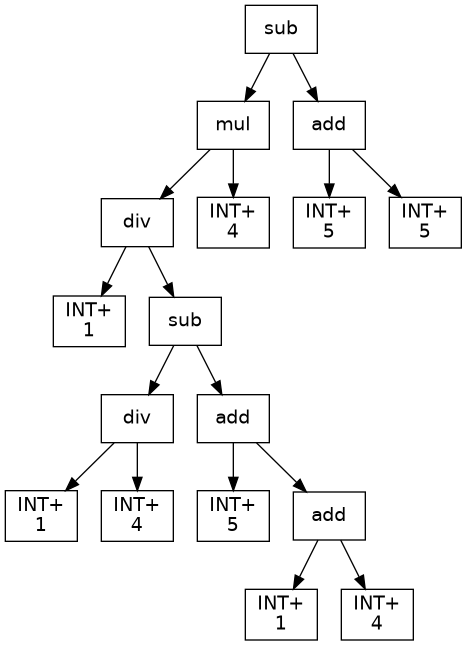 sub
mul
add
div
INT+
4
INT+
5
INT+
5
INT+
1
sub
div
add
INT+
1
INT+
4
INT+
5
add
INT+
1
INT+
4